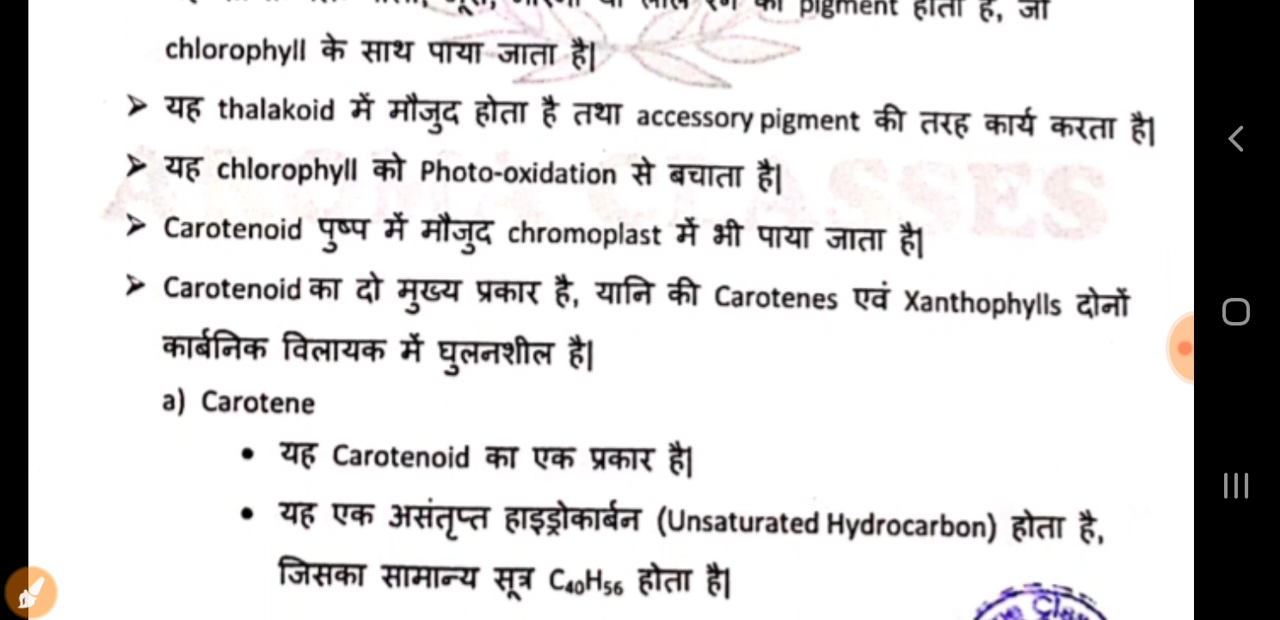 pigment होता है, जो
chlorophyll के साथ पाया जाता है|
➤ यह thalakoid में मौजुद होता है तथा accessory pigment की तरह कार्य करता है|
➤ यह chlorophyll को Photo-oxidation से बचाता है|
➤ Carotenoid पुष्प में मौजुद chromoplast में भी पाया जाता है|
➤ Carotenoid का दो मुख्य प्रकार है, यानि की Carotenes एवं Xanthophylls दोनों
कार्बनिक विलायक में घुलनशील है|
a) Carotene
• यह Carotenoid का एक प्रकार है|
• यह एक असंतृप्त हाइड्रोकार्बन (Unsaturated Hydrocarbon) होता है,
जिसका सामान्य सूत्र C₄₀H₅₆ होता है|